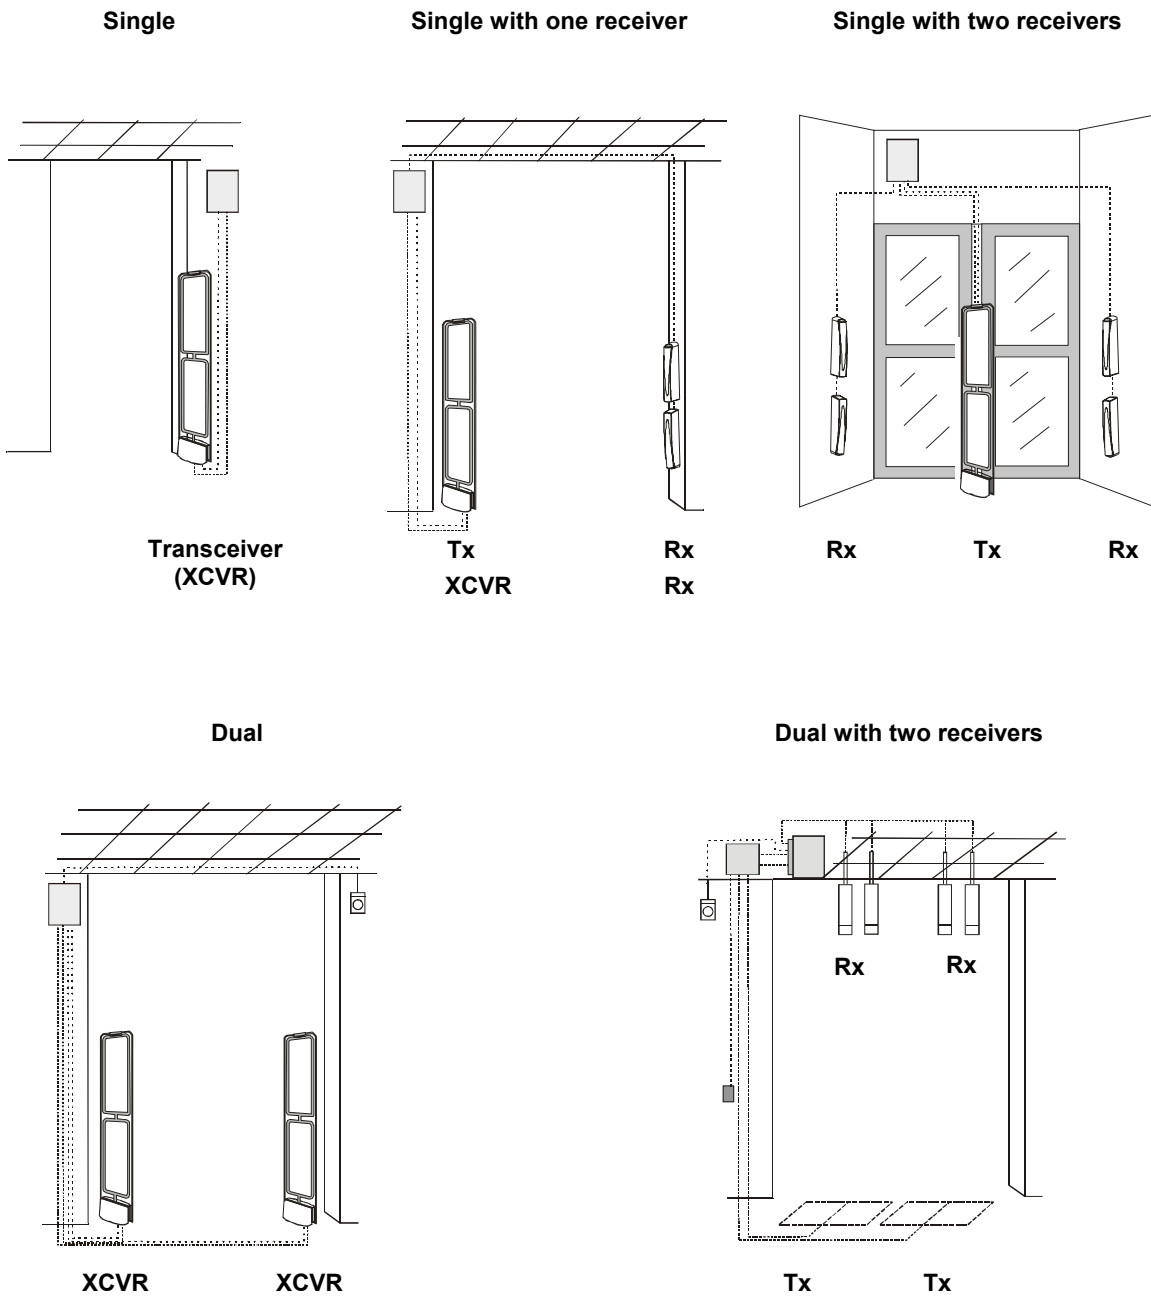 Single
Single with one receiver
Single with two receivers
Transceiver
(XCVR)
Tx
Rx
XCVR
Rx
Rx
Tx
Rx
Dual
Dual with two receivers
Rx
Rx
XCVR
XCVR
Tx
Tx